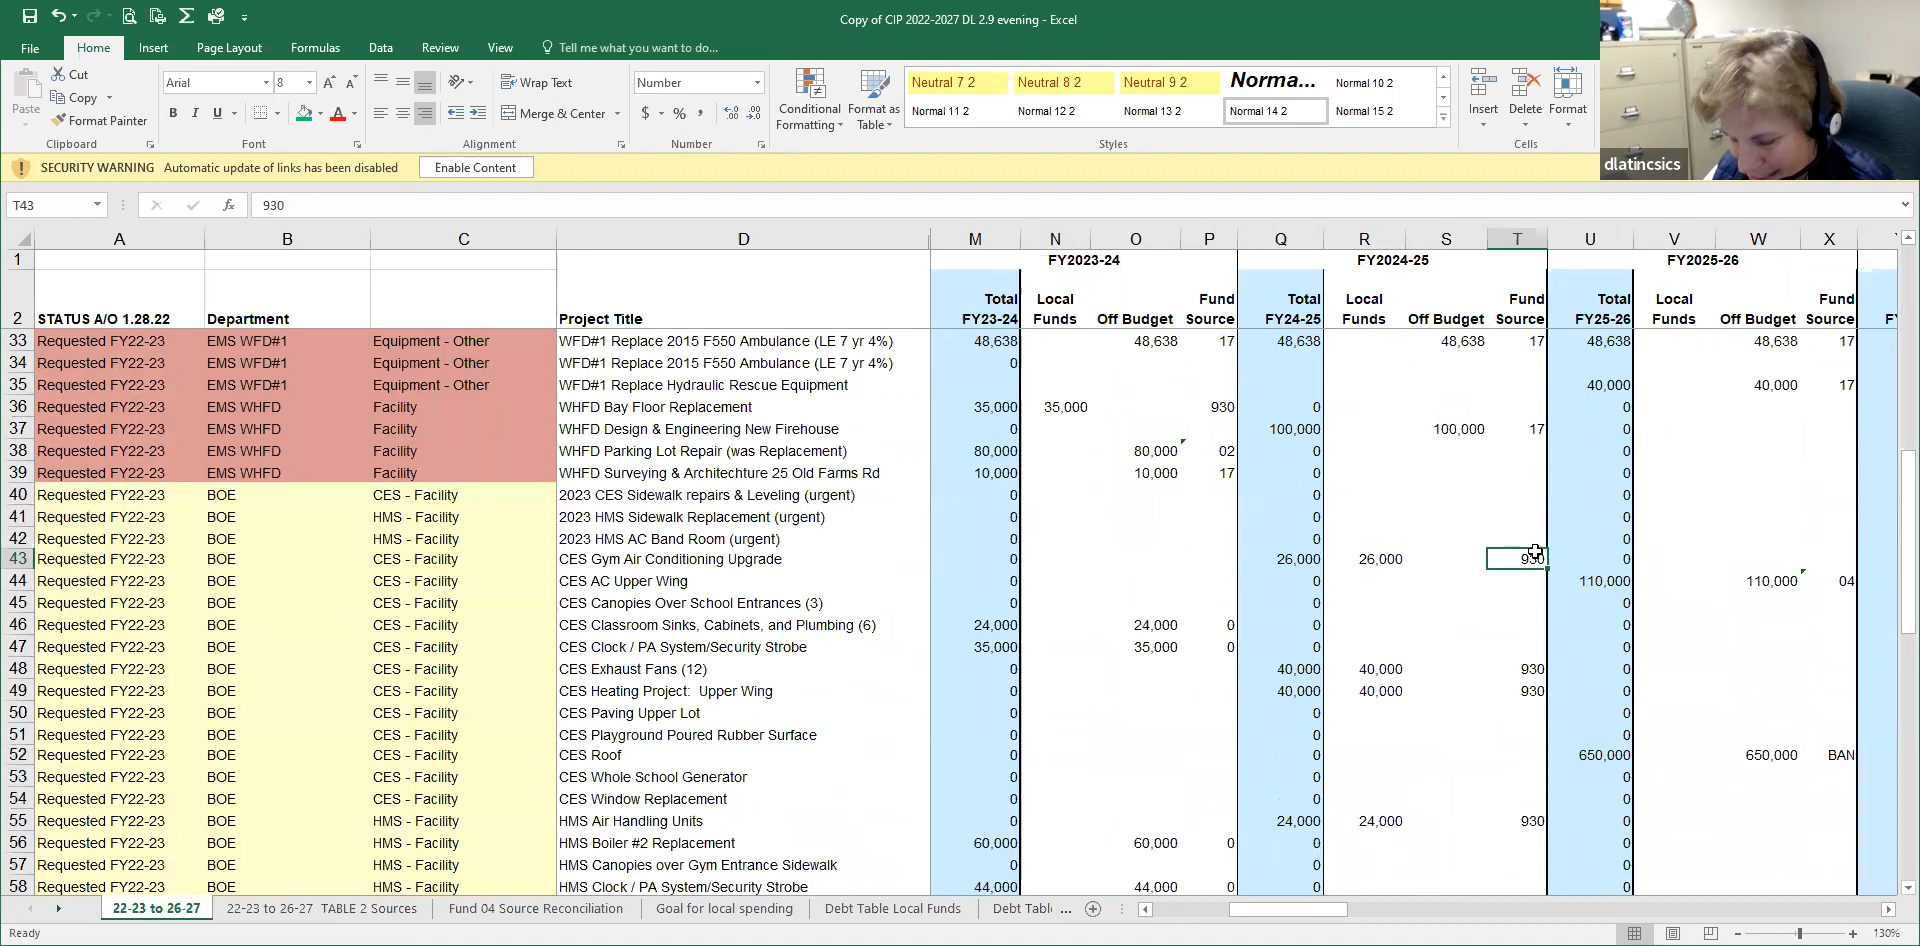 Copy of CIP 2022-2027 DL 2.9 evening - Excel
File Home Insert Page Layout Formulas Data Review View Tell me what you want to do...
Paste Cut Copy Format Painter Clipboard
Arial 8 B I U A A A Font
Wrap Text Merge & Center Alignment
Number $ % , Number
Conditional Formatting Format as Table
Neutral 7 2 Neutral 8 2 Neutral 9 2 Norma... Normal 10 2
Normal 11 2 Normal 12 2 Normal 13 2 Normal 14 2 Normal 15 2
Styles
Insert Delete Format Cells
dlatincsics
SECURITY WARNING Automatic update of links has been disabled Enable Content
T43 fx 930
A B C D M N O P Q R S T U V W X
1 FY2023-24 FY2024-25 FY2025-26
Total Local Fund Total Local Fund Total Local Fund
2 STATUS A/O 1.28.22 Department Project Title FY23-24 Funds Off Budget Source FY24-25 Funds Off Budget Source FY25-26 Funds Off Budget Source
33 Requested FY22-23 EMS WFD#1 Equipment - Other WFD#1 Replace 2015 F550 Ambulance (LE 7 yr 4%) 48,638 48,638 17 48,638 48,638 17 48,638 48,638 17
34 Requested FY22-23 EMS WFD#1 Equipment - Other WFD#1 Replace 2015 F550 Ambulance (LE 7 yr 4%) 0
35 Requested FY22-23 EMS WFD#1 Equipment - Other WFD#1 Replace Hydraulic Rescue Equipment 40,000 40,000 17
36 Requested FY22-23 EMS WHFD Facility WHFD Bay Floor Replacement 35,000 35,000 930 0 0
37 Requested FY22-23 EMS WHFD Facility WHFD Design & Engineering New Firehouse 0 100,000 100,000 17 0
38 Requested FY22-23 EMS WHFD Facility WHFD Parking Lot Repair (was Replacement) 80,000 80,000 02 0 0
39 Requested FY22-23 EMS WHFD Facility WHFD Surveying & Architechture 25 Old Farms Rd 10,000 10,000 17 0 0
40 Requested FY22-23 BOE CES - Facility 2023 CES Sidewalk repairs & Leveling (urgent) 0 0 0
41 Requested FY22-23 BOE HMS - Facility 2023 HMS Sidewalk Replacement (urgent) 0 0 0
42 Requested FY22-23 BOE HMS - Facility 2023 HMS AC Band Room (urgent) 0 0 0
43 Requested FY22-23 BOE CES - Facility CES Gym Air Conditioning Upgrade 0 26,000 26,000 930 0
44 Requested FY22-23 BOE CES - Facility CES AC Upper Wing 0 0 110,000 110,000 04
45 Requested FY22-23 BOE CES - Facility CES Canopies Over School Entrances (3) 0 0 0
46 Requested FY22-23 BOE CES - Facility CES Classroom Sinks, Cabinets, and Plumbing (6) 24,000 24,000 0 0 0
47 Requested FY22-23 BOE CES - Facility CES Clock / PA System/Security Strobe 35,000 35,000 0 0 0
48 Requested FY22-23 BOE CES - Facility CES Exhaust Fans (12) 0 40,000 40,000 930 0
49 Requested FY22-23 BOE CES - Facility CES Heating Project: Upper Wing 0 40,000 40,000 930 0
50 Requested FY22-23 BOE CES - Facility CES Paving Upper Lot 0 0 0
51 Requested FY22-23 BOE CES - Facility CES Playground Poured Rubber Surface 0 0 0
52 Requested FY22-23 BOE CES - Facility CES Roof 0 0 650,000 650,000 BAN
53 Requested FY22-23 BOE CES - Facility CES Whole School Generator 0 0 0
54 Requested FY22-23 BOE CES - Facility CES Window Replacement 0 0 0
55 Requested FY22-23 BOE HMS - Facility HMS Air Handling Units 0 24,000 24,000 930 0
56 Requested FY22-23 BOE HMS - Facility HMS Boiler #2 Replacement 60,000 60,000 0 0 0
57 Requested FY22-23 BOE HMS - Facility HMS Canopies over Gym Entrance Sidewalk 0 0 0
58 Requested FY22-23 BOE HMS - Facility HMS Clock / PA System/Security Strobe 44,000 44,000 0 0 0
22-23 to 26-27 22-23 to 26-27 TABLE 2 Sources Fund 04 Source Reconciliation Goal for local spending Debt Table Local Funds Debt Tabl ...
Ready 130%